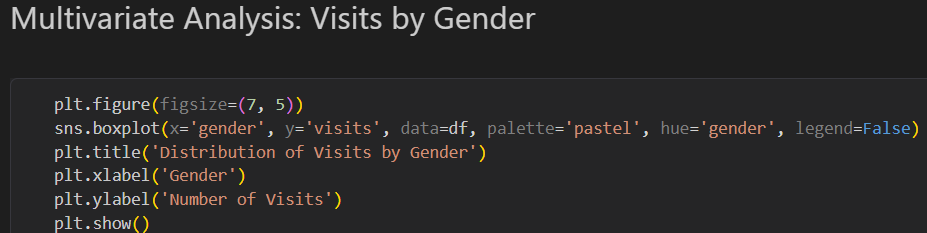 Multivariate Analysis: Visits by Gender
plt.figure(figsize=(7, 5))
sns.boxplot(x='gender', y='visits', data=df, palette='pastel', hue='gender', legend=False)
plt.title('Distribution of Visits by Gender')
plt.xlabel('Gender')
plt.ylabel('Number of Visits')
plt.show()